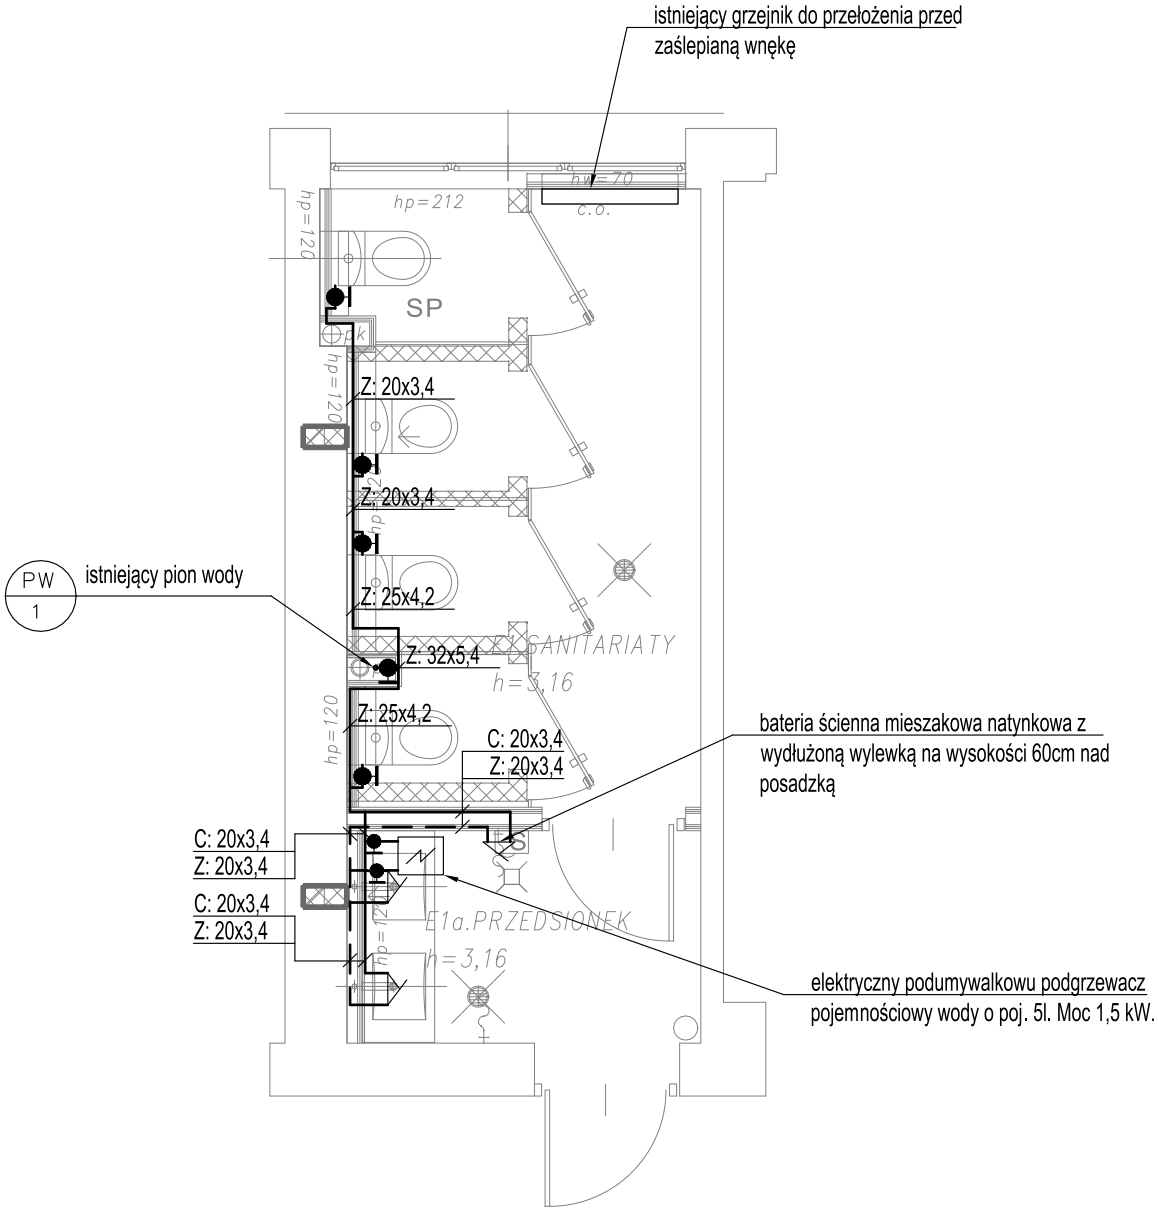 istniejący grzejnik do przełożenia przed
zaślepianą wnękę
hw=70
c.o.
hp=212
hp=120
SP
pk
hp=120
Z: 20x3,4
Z: 20x3,4
PW
1
istniejący pion wody
Z: 25x4,2
SANITARIATY
h=3,16
Z: 32x5,4
hp=120
Z: 25x4,2
C: 20x3,4
Z: 20x3,4
bateria ścienna mieszakowa natynkowa z
wydłużoną wylewką na wysokości 60cm nad
posadzką
C: 20x3,4
Z: 20x3,4
C: 20x3,4
Z: 20x3,4
E1a.PRZEDSIONEK
h=3,16
elektryczny podumywalkowu podgrzewacz
pojemnościowy wody o poj. 5l. Moc 1,5 kW.